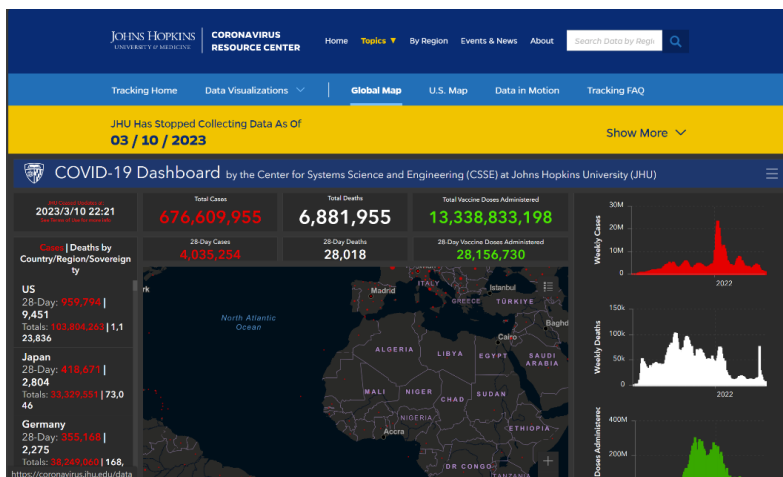 JOHNS HOPKINS
UNIVERSITY & MEDICINE
CORONAVIRUS
RESOURCE CENTER
Home
Topics ▼
By Region
Events & News
About
Search Data by Regi
Tracking Home
Data Visualizations
Global Map
U.S. Map
Data in Motion
Tracking FAQ
JHU Has Stopped Collecting Data As Of
03 / 10 / 2023
Show More
COVID-19 Dashboard by the Center for Systems Science and Engineering (CSSE) at Johns Hopkins University (JHU)
2023/3/10 22:21
Total Cases
676,609,955
Total Deaths
6,881,955
Total Vaccine Doses Administered
13,338,833,198
28-Day Cases
4,035,254
28-Day Deaths
28,018
28-Day Vaccine Doses Administered
28,156,730
Cases | Deaths by
Country/Region/Sovereign
ty
US
28-Day: 959,794 |
9,451
Totals: 103,804,263 | 1,1
23,836
Japan
28-Day: 418,671 |
2,804
Totals: 33,329,551 | 73,0
46
Germany
28-Day: 355,168 |
2,275
Totals: 38,249,060 | 168,
https://coronavirus.jhu.edu/data
rk
North Atlantic
Ocean
Madrid
ITALY
Istanbul
GREECE
TÜRKIYE
Baghd
Cairo
ALGERIA
LIBYA
EGYPT
SAUDI
ARABIA
MALI
NIGER
CHAD
SUDAN
NIGERIA
Accra
ETHIOPIA
DR CONGO
TANZANIA
Weekly Cases
30M
20M
10M
0
2022
Weekly Deaths
150k
100k
50k
0
2022
Doses Administered
400M
200M